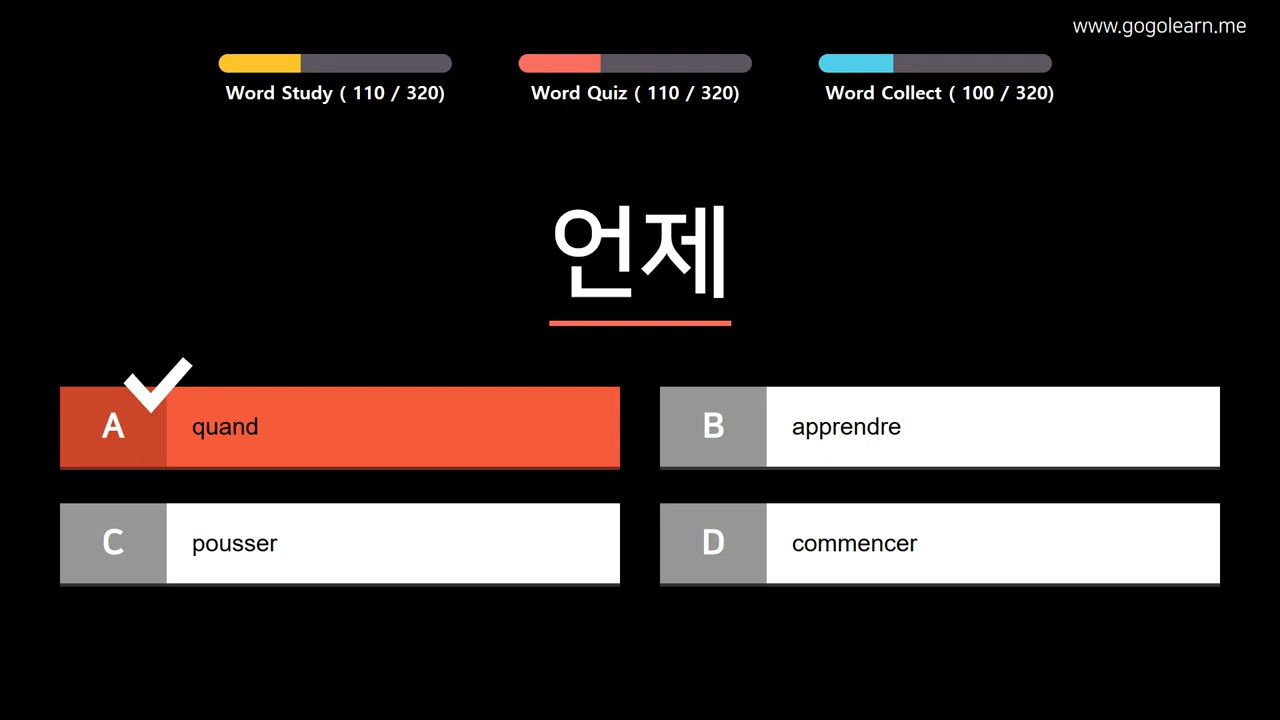 www.gogolearn.me
Word Study ( 110 / 320)
Word Quiz ( 110 / 320)
Word Collect ( 100 / 320)
언제
A quand
B apprendre
C pousser
D commencer